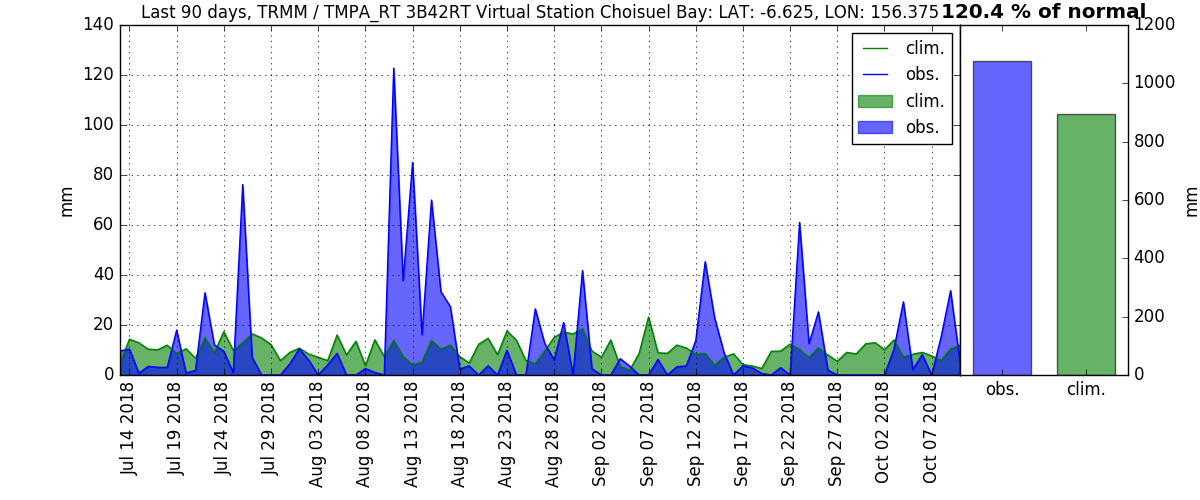 Last 90 days, TRMM / TMPA_RT 3B42RT Virtual Station Choisuel Bay: LAT: -6.625, LON: 156.375
120.4 % of normal
140
120
100
80
60
40
20
0
mm
clim.
obs.
clim.
obs.
Jul 14 2018
Jul 19 2018
Jul 24 2018
Jul 29 2018
Aug 03 2018
Aug 08 2018
Aug 13 2018
Aug 18 2018
Aug 23 2018
Aug 28 2018
Sep 02 2018
Sep 07 2018
Sep 12 2018
Sep 17 2018
Sep 22 2018
Sep 27 2018
Oct 02 2018
Oct 07 2018
1200
1000
800
600
400
200
0
mm
obs.
clim.